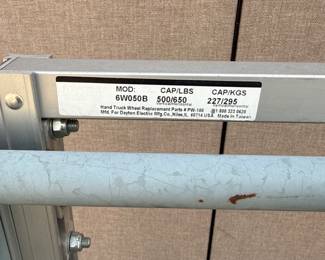 MOD: CAP/LBS CAP/KGS
6W050B 500/650 227/295
Hand Truck Wheel Replacement Parts # PW-100
Mfd. For Dayton Electric Mfg.Co.,Niles,IL 60714 U.S.A. Made In Taiwan